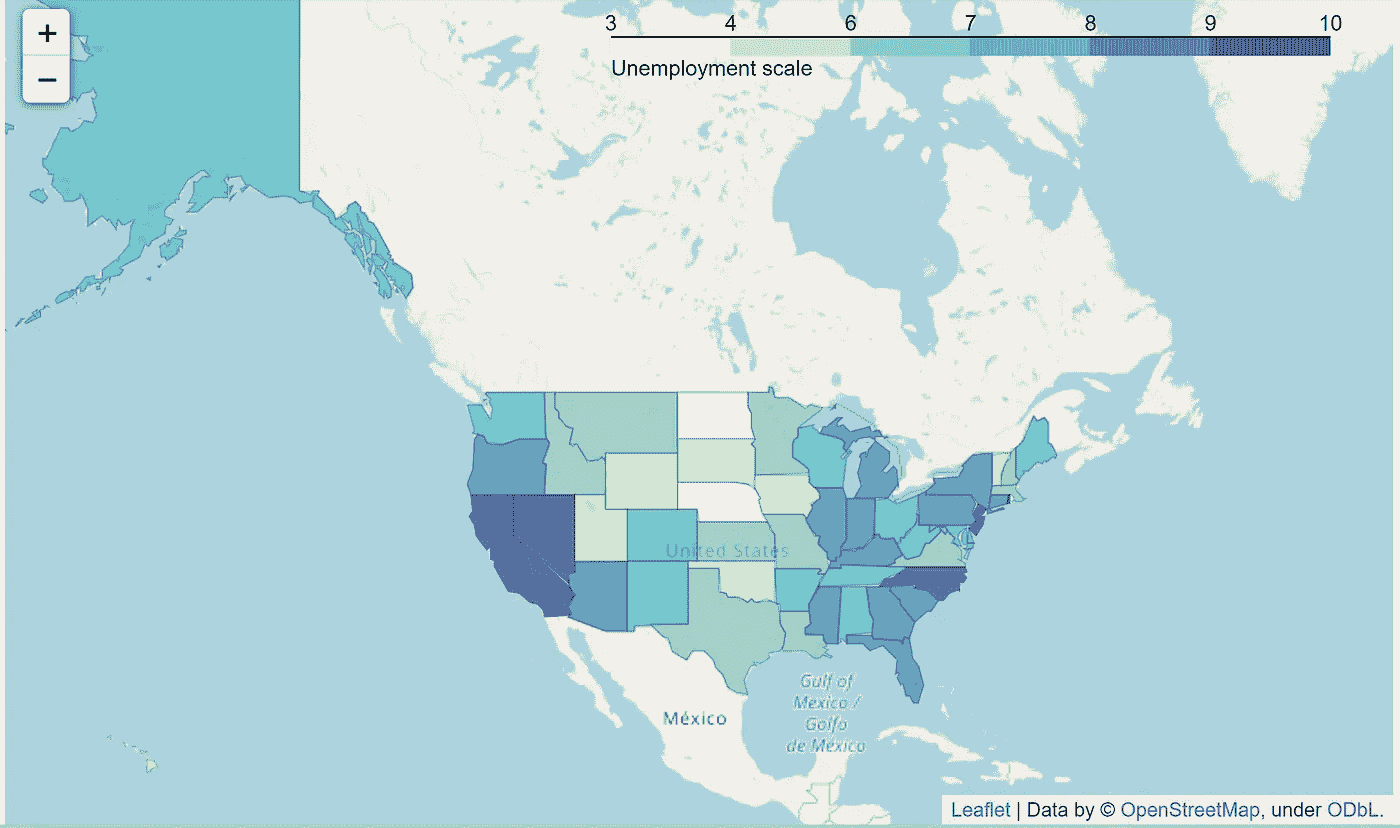 +
−
3 4 6 7 8 9 10
Unemployment scale
United States
Gulf of
Mexico /
Golfo
de México
México
Leaflet | Data by © OpenStreetMap, under ODbL.